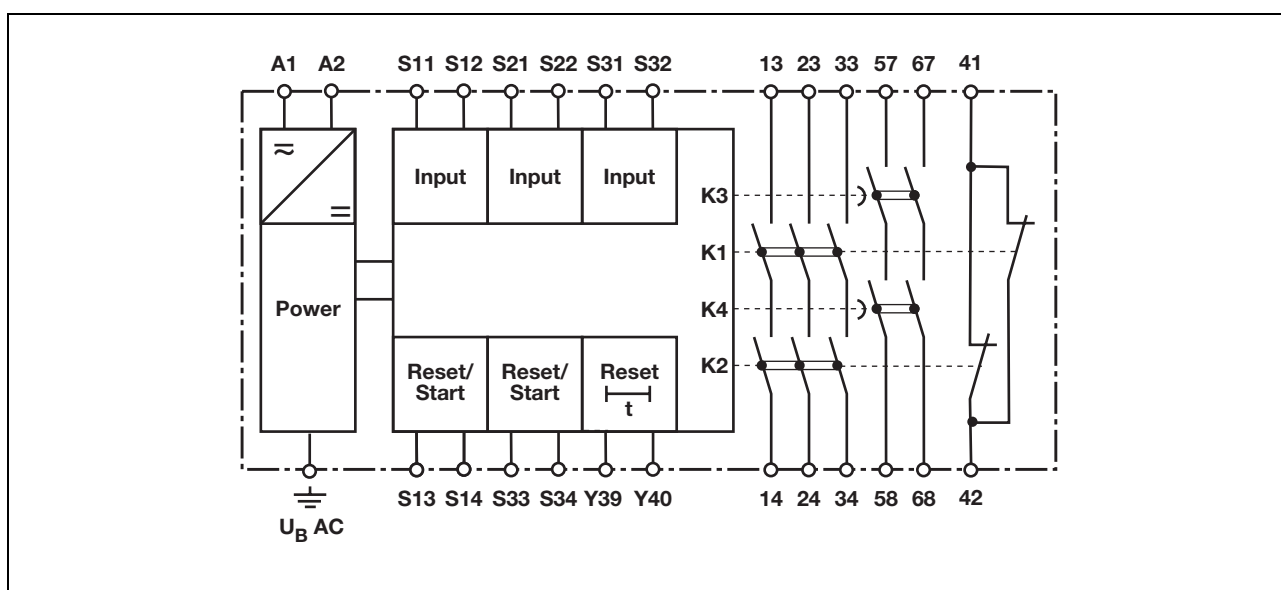 A1 A2 S11 S12 S21 S22 S31 S32 13 23 33 57 67 41
Input Input Input
K3
K1
K4
Power
K2
Reset/ Reset/ Reset
Start Start t
S13 S14 S33 S34 Y39 Y40 14 24 34 58 68 42
UB AC